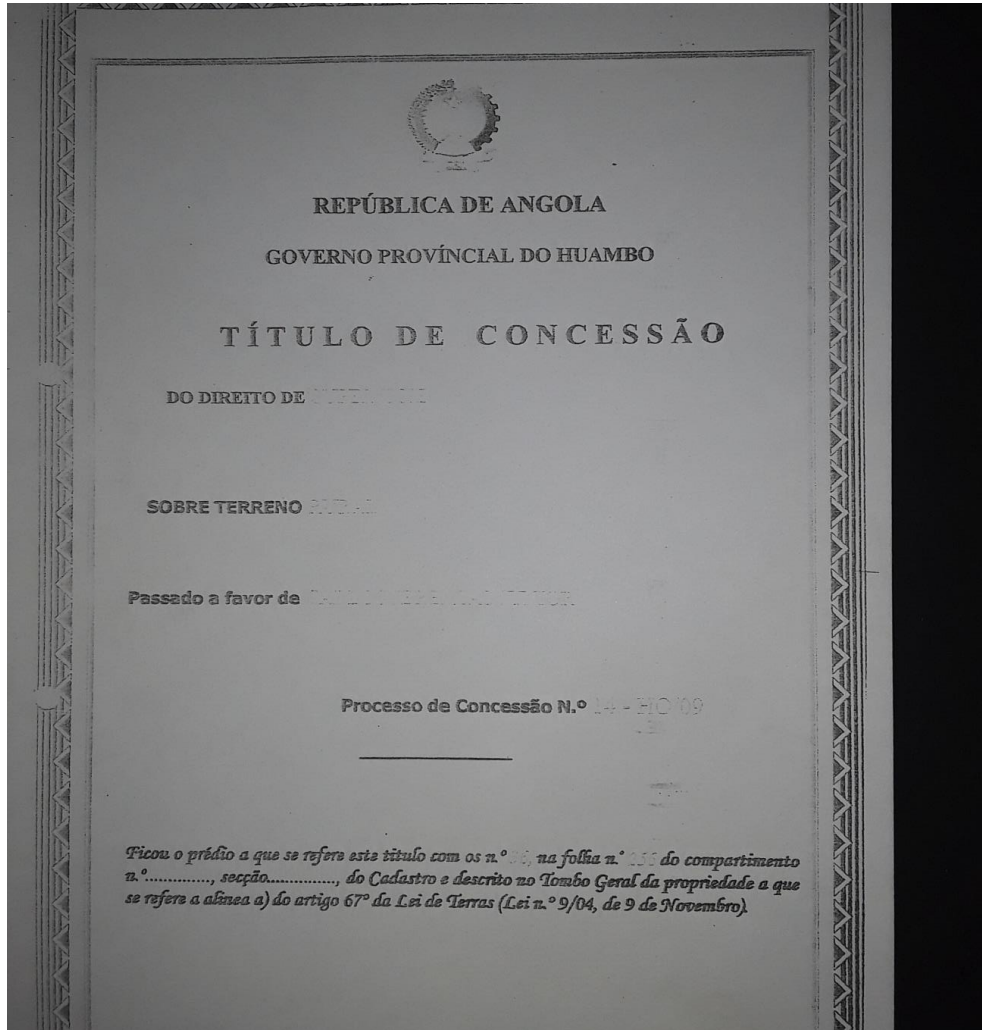 REPÚBLICA DE ANGOLA
GOVERNO PROVÍNCIAL DO HUAMBO
TÍTULO DE CONCESSÃO
DO DIREITO DE
SOBRE TERRENO
Passado a favor de
Processo de Concessão N.º 14 - HO/09
Ficou o prédio a que se refere este título com os n.º na folha n.º do compartimento
n.º............., secção.............., do Cadastro e descrito no Tombo Geral da propriedade a que
se refere a alínea a) do artigo 67º da Lei de Terras (Lei n.º 9/04, de 9 de Novembro).